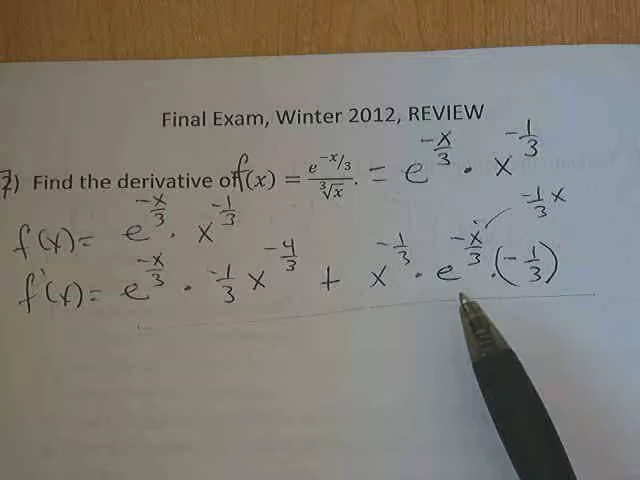 Final Exam, Winter 2012, REVIEW
7) Find the derivative of f(x) = e^(-x/3) / ∛x. = e^(-x/3) · x^(-1/3)
-1/3 x
f(x) = e^(-x/3) · x^(-1/3)
f'(x) = e^(-x/3) · -1/3 x^(-4/3) + x^(-1/3) · e^(-x/3) · (-1/3)